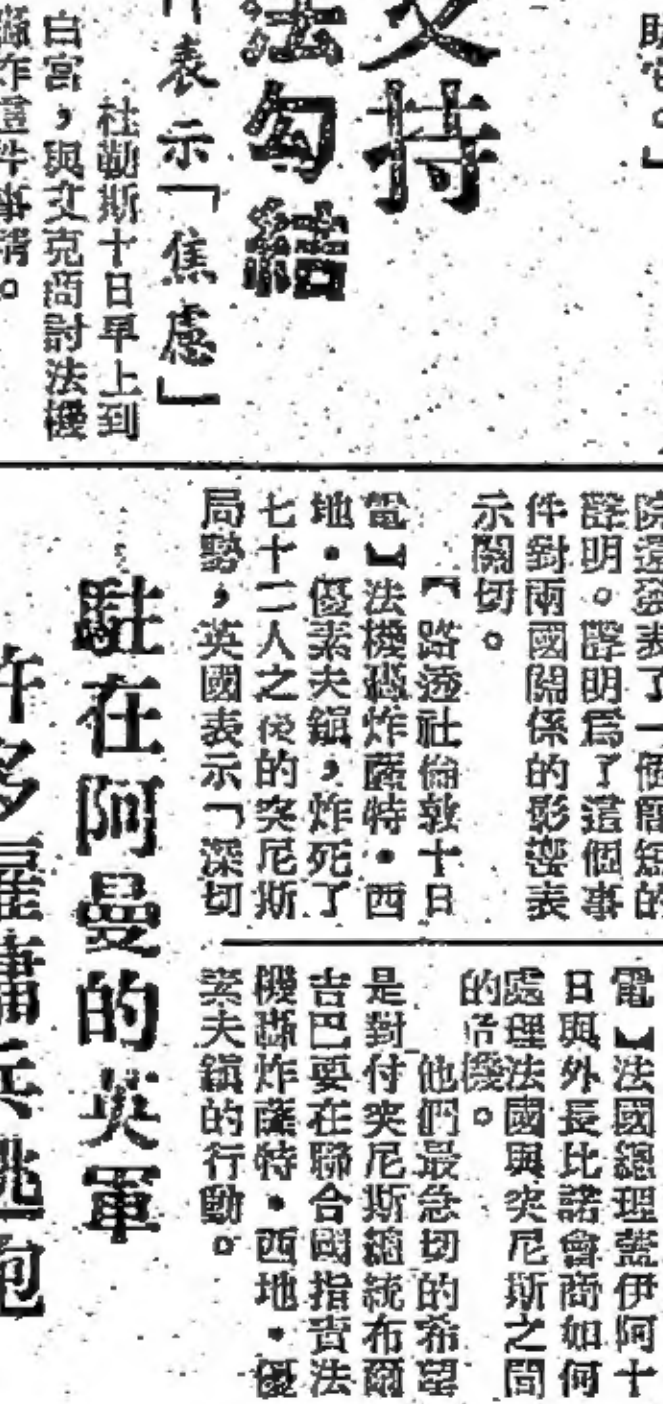 助電。」
支持
法勾結
表示「焦慮」
杜勒斯十日早上到
白宮，與艾克商討法機
轟炸這件事情。
院還發表了一個簡短的
聲明。聲明爲了這個事
件對兩國關係的影響表
示關切。
【路透社倫敦十日
電】法機轟炸薩特·西
地·優素夫鎮，炸死了
七十二人之後的突尼斯
局勢，英國表示「深切
電】法國總理蓋伊阿十
日與外長比諾會商如何
處理法國與突尼斯之間
的危機。
他們最急切的希望
是對付突尼斯總統布爾
吉巴要在聯合國指責法
機轟炸薩特·西地·優
素夫鎮的行動。
駐在阿曼的英軍
許多雇傭兵逃跑